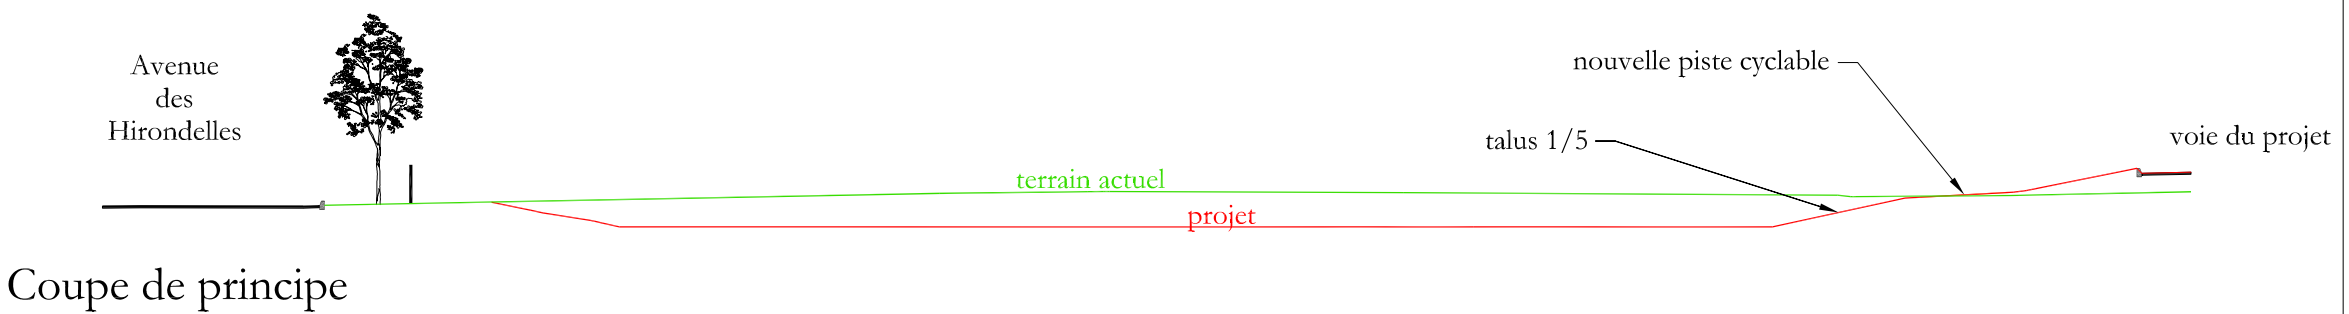 Avenue
des
Hirondelles
nouvelle piste cyclable
talus 1/5
voie du projet
terrain actuel
projet
Coupe de principe